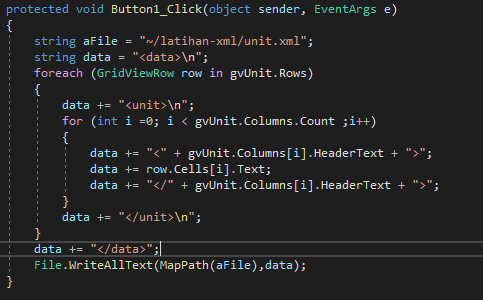 protected void Button1_Click(object sender, EventArgs e)
{
string aFile = "~/latihan-xml/unit.xml";
string data = "<data>\n";
foreach (GridViewRow row in gvUnit.Rows)
{
data += "<unit>\n";
for (int i =0; i < gvUnit.Columns.Count ;i++)
{
data += "<" + gvUnit.Columns[i].HeaderText + ">";
data += row.Cells[i].Text;
data += "</" + gvUnit.Columns[i].HeaderText + ">";
}
data += "</unit>\n";
}
data += "</data>";
File.WriteAllText(MapPath(aFile),data);
}